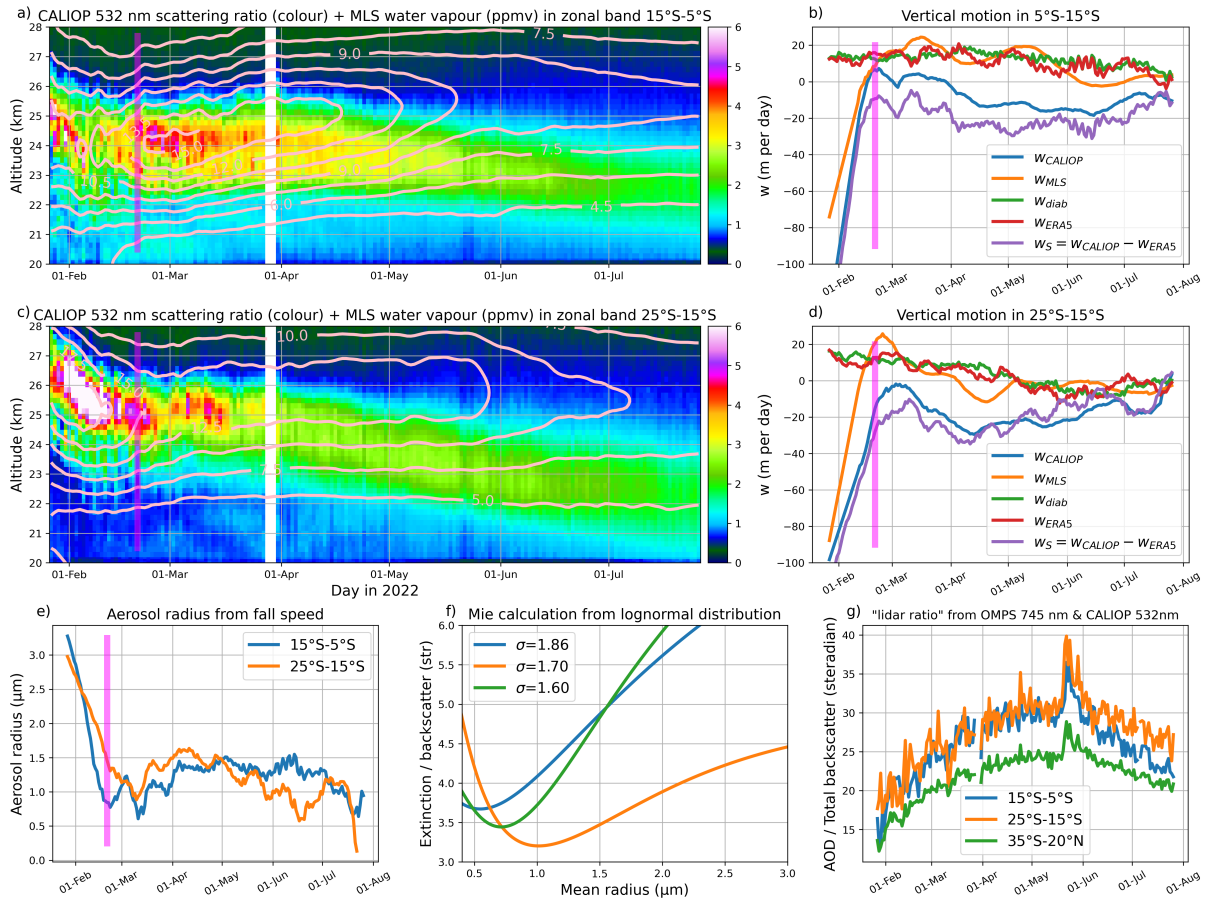 a) CALIOP 532 nm scattering ratio (colour) + MLS water vapour (ppmv) in zonal band 15°S-5°S
28
27
26
25
24
23
22
21
20
Altitude (km)
7.5
9.0
7.5
10.5
6.0
4.5
01-Feb 01-Mar 01-Apr 01-May 01-Jun 01-Jul
6
5
4
3
2
1
0
b) Vertical motion in 5°S-15°S
20
0
−20
−40
−60
−80
−100
w (m per day)
w_CALIOP
w_MLS
w_diab
w_ERA5
w_S = w_CALIOP − w_ERA5
01-Feb 01-Mar 01-Apr 01-May 01-Jun 01-Jul 01-Aug
c) CALIOP 532 nm scattering ratio (colour) + MLS water vapour (ppmv) in zonal band 25°S-15°S
28
27
26
25
24
23
22
21
20
Altitude (km)
10.0
7.5
5.0
01-Feb 01-Mar 01-Apr 01-May 01-Jun 01-Jul
Day in 2022
6
5
4
3
2
1
0
d) Vertical motion in 25°S-15°S
20
0
−20
−40
−60
−80
−100
w (m per day)
w_CALIOP
w_MLS
w_diab
w_ERA5
w_S = w_CALIOP − w_ERA5
01-Feb 01-Mar 01-Apr 01-May 01-Jun 01-Jul 01-Aug
e) Aerosol radius from fall speed
3.0
2.5
2.0
1.5
1.0
0.5
0.0
Aerosol radius (µm)
15°S-5°S
25°S-15°S
01-Feb 01-Mar 01-Apr 01-May 01-Jun 01-Jul 01-Aug
f) Mie calculation from lognormal distribution
6.0
5.5
5.0
4.5
4.0
3.5
3.0
Extinction / backscatter (str)
σ=1.86
σ=1.70
σ=1.60
0.5 1.0 1.5 2.0 2.5 3.0
Mean radius (µm)
g) "lidar ratio" from OMPS 745 nm & CALIOP 532nm
40
35
30
25
20
15
AOD / Total backscatter (steradian)
15°S-5°S
25°S-15°S
35°S-20°N
01-Feb 01-Mar 01-Apr 01-May 01-Jun 01-Jul 01-Aug